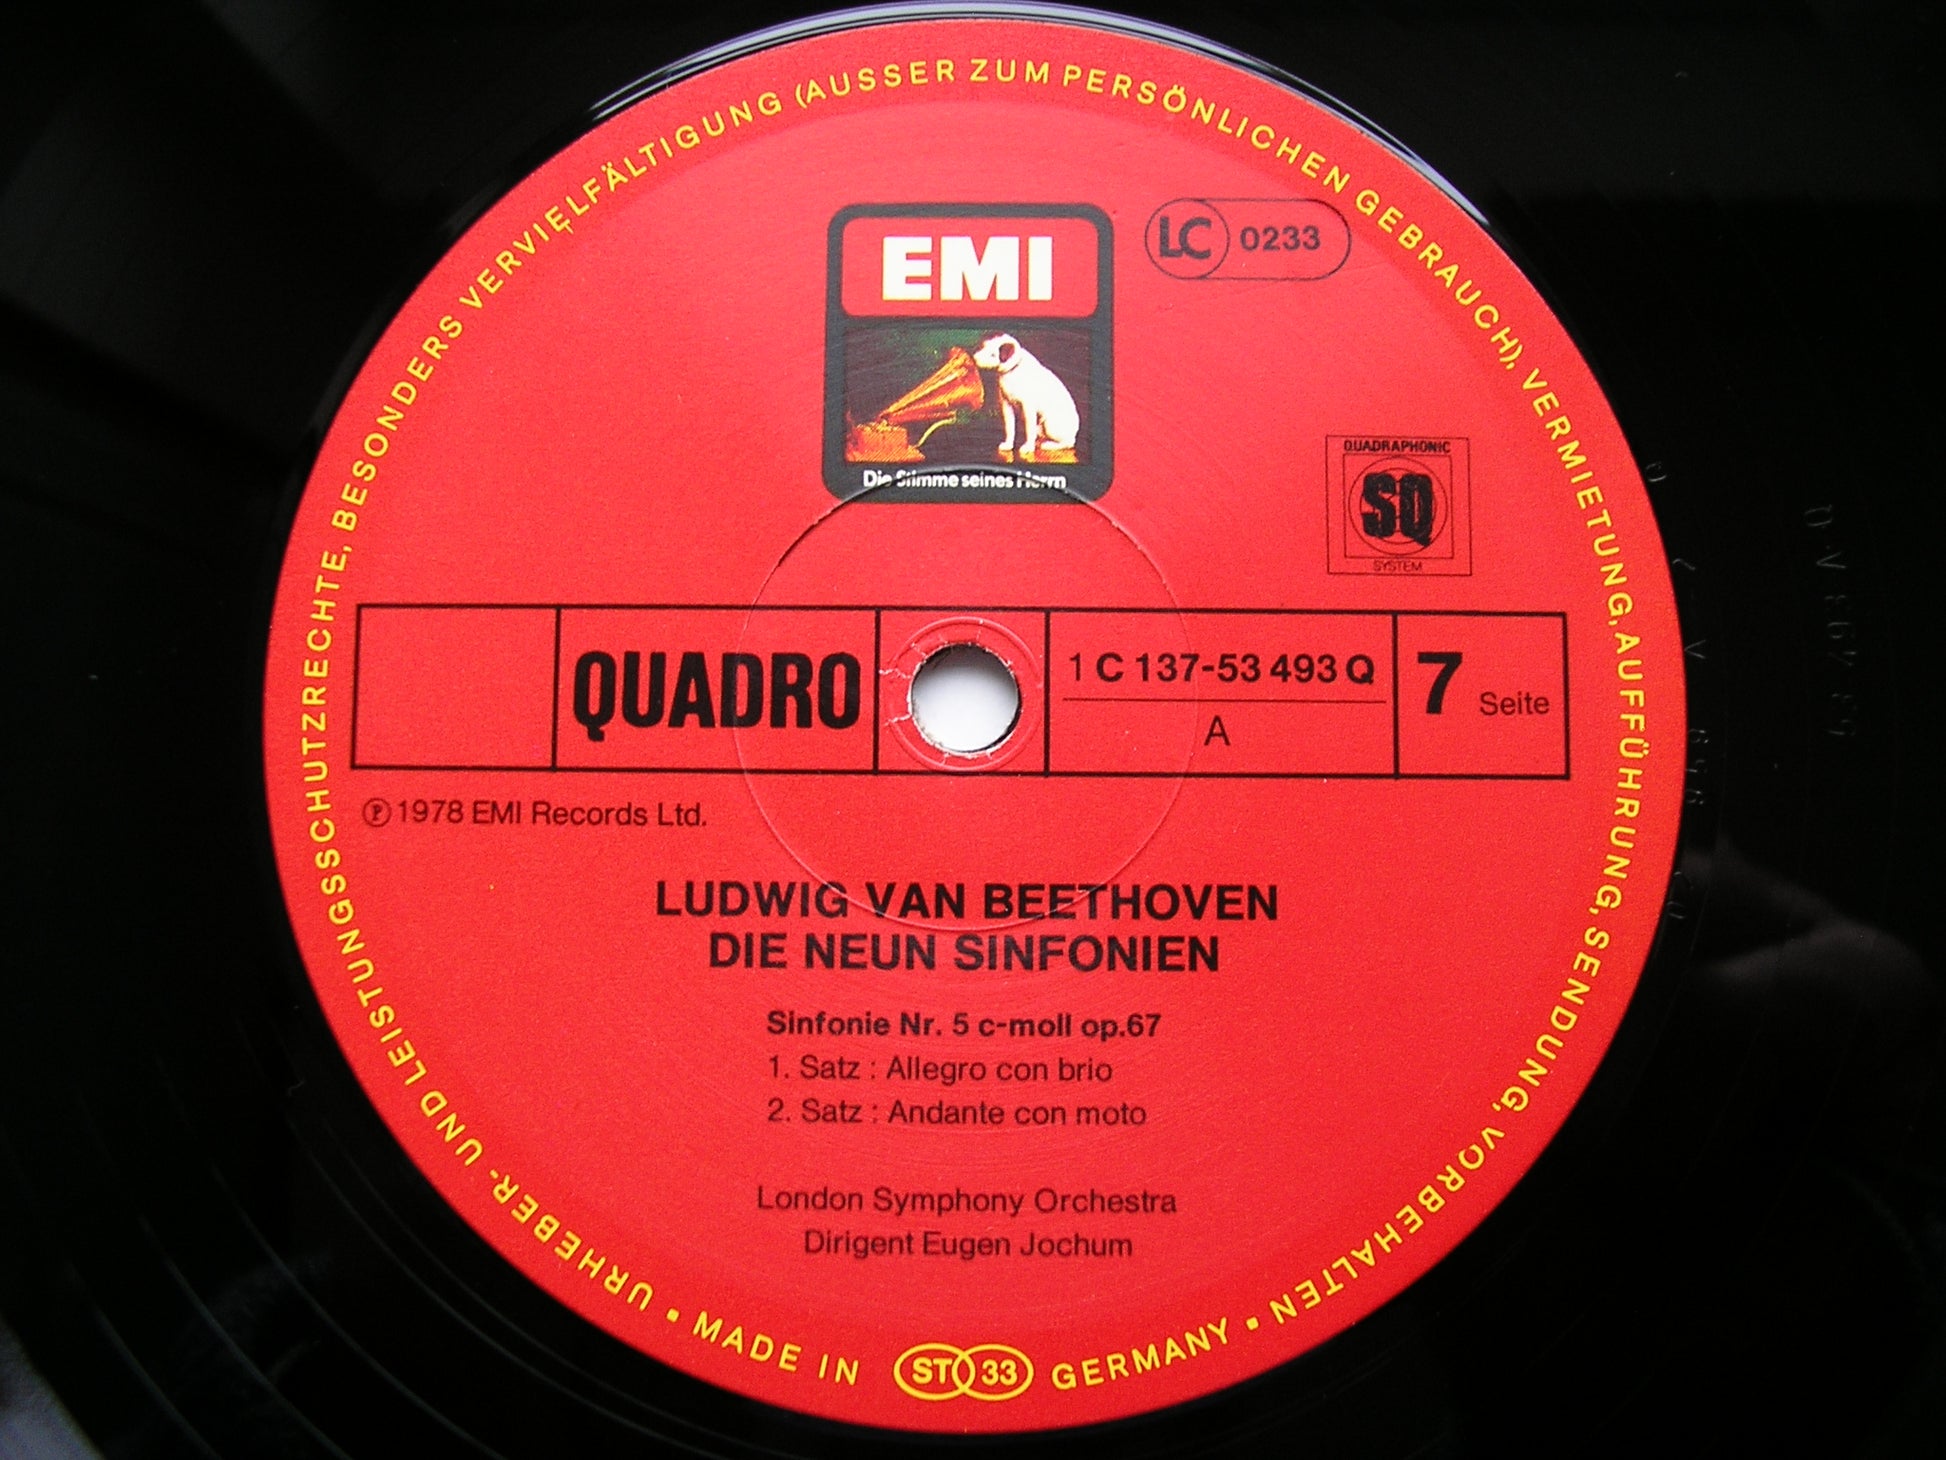 URHEBER- UND LEISTUNGSSCHUTZRECHTE, BESONDERS VERVIELFÄLTIGUNG (AUSSER ZUM PERSÖNLICHEN GEBRAUCH), VERMIETUNG, AUFFÜHRUNG, SENDUNG, VORBEHALTEN
EMI
LC 0233
Die Stimme seines Herrn
QUADRAPHONIC
SQ
SYSTEM
QUADRO
1 C 137-53 493 Q
A
7 Seite
℗ 1978 EMI Records Ltd.
LUDWIG VAN BEETHOVEN
DIE NEUN SINFONIEN
Sinfonie Nr. 5 c-moll op.67
1. Satz : Allegro con brio
2. Satz : Andante con moto
London Symphony Orchestra
Dirigent Eugen Jochum
• MADE IN ST 33 GERMANY •